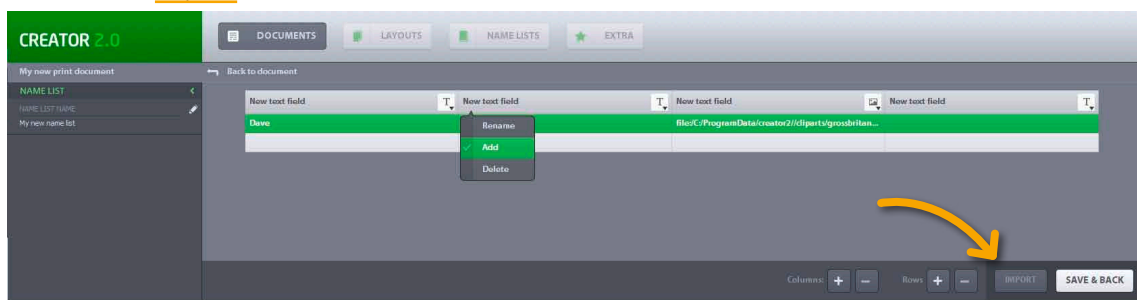 CREATOR 2.0
DOCUMENTS LAYOUTS NAME LISTS EXTRA
My new print document
Back to document
NAME LIST
NAME LIST NAME
My new name list
New text field T New text field T New text field New text field T
Dave file:/C:/ProgramData/creator2//cliparts/grossbritan...
Rename
Add
Delete
Columns: + - Rows + - IMPORT SAVE & BACK